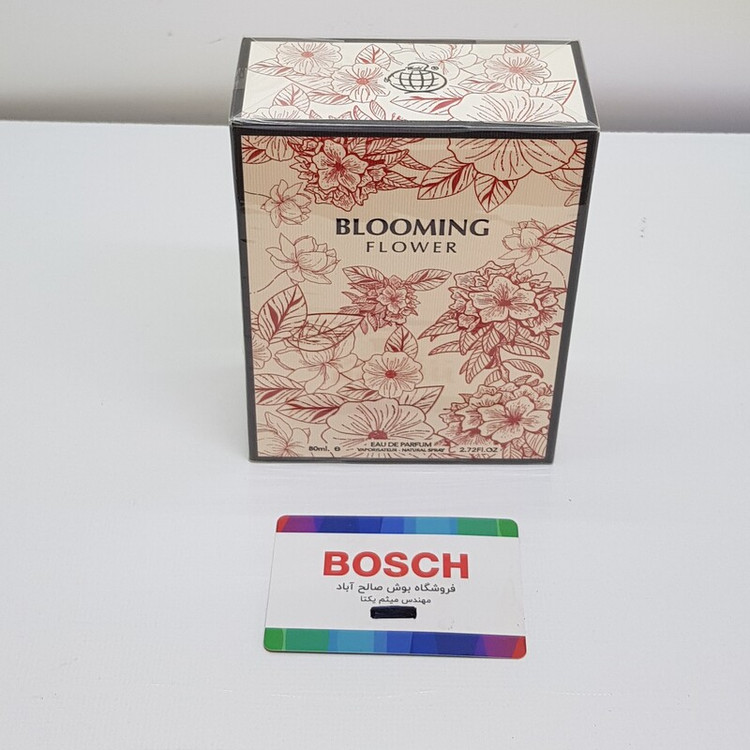 BLOOMING
FLOWER
80ml. e
EAU DE PARFUM
VAPORISATEUR - NATURAL SPRAY
2.72FL.OZ
BOSCH
فروشگاه بوش صالح آباد
مهندس میثم یکتا